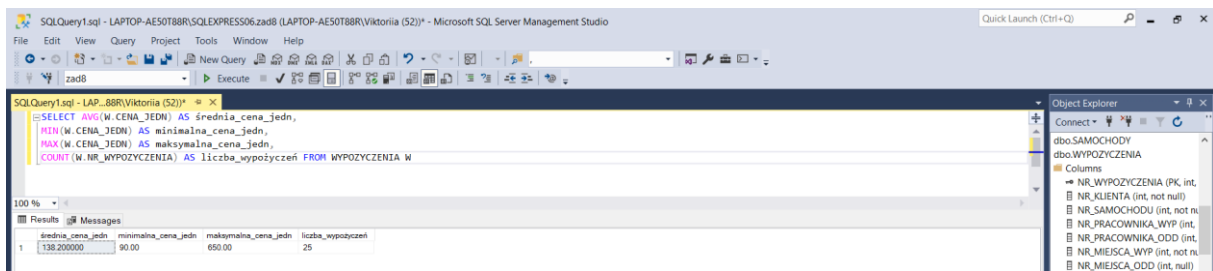 SQLQuery1.sql - LAPTOP-AE50T88R\SQLEXPRESS06.zad8 (LAPTOP-AE50T88R\Viktoriia (52))* - Microsoft SQL Server Management Studio
Quick Launch (Ctrl+Q)
File Edit View Query Project Tools Window Help
New Query
zad8
Execute
SQLQuery1.sql - LAP...88R\Viktoriia (52))*
SELECT AVG(W.CENA_JEDN) AS średnia_cena_jedn,
MIN(W.CENA_JEDN) AS minimalna_cena_jedn,
MAX(W.CENA_JEDN) AS maksymalna_cena_jedn,
COUNT(W.NR_WYPOZYCZENIA) AS liczba_wypożyczeń FROM WYPOZYCZENIA W
100 %
Results Messages
średnia_cena_jedn minimalna_cena_jedn maksymalna_cena_jedn liczba_wypożyczeń
1 138.200000 90.00 650.00 25
Object Explorer
Connect
dbo.SAMOCHODY
dbo.WYPOZYCZENIA
Columns
NR_WYPOZYCZENIA (PK, int,
NR_KLIENTA (int, not null)
NR_SAMOCHODU (int, not nu
NR_PRACOWNIKA_WYP (int,
NR_PRACOWNIKA_ODD (int,
NR_MIEJSCA_WYP (int, not nu
NR_MIEJSCA_ODD (int, null)